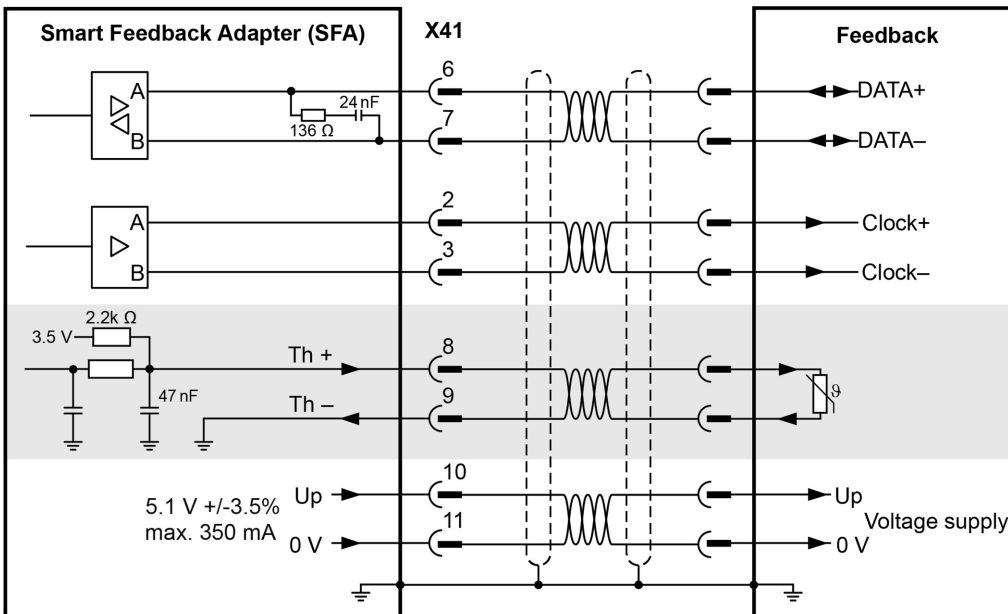 Smart Feedback Adapter (SFA)
X41
Feedback
A
6
24 nF
DATA+
136 Ω
7
B
DATA–
A
2
Clock+
3
B
Clock–
2.2k Ω
3.5 V
Th +
8
47 nF
Th –
9
ϑ
5.1 V +/-3.5%
max. 350 mA
Up
10
Up
Voltage supply
0 V
11
0 V